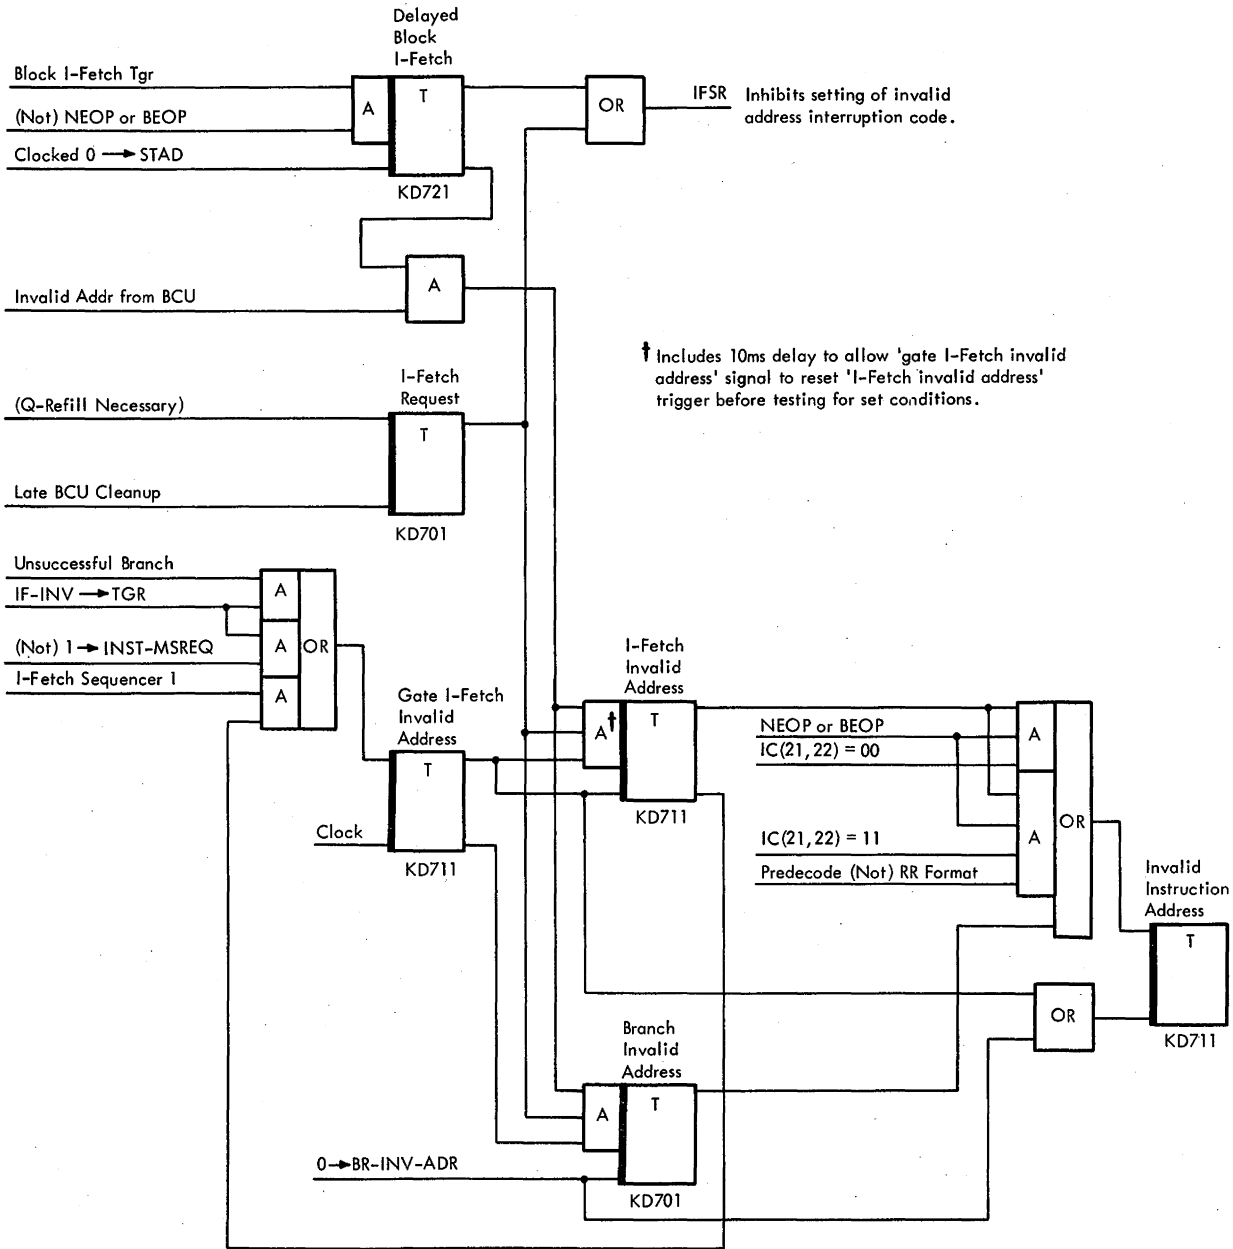 Delayed
Block
I-Fetch
Block I-Fetch Tgr
T
A
OR
IFSR
Inhibits setting of invalid
address interruption code.
(Not) NEOP or BEOP
Clocked 0 → STAD
KD721
A
Invalid Addr from BCU
† Includes 10ms delay to allow 'gate I-Fetch invalid
address' signal to reset 'I-Fetch invalid address'
trigger before testing for set conditions.
I-Fetch
Request
(Q-Refill Necessary)
T
Late BCU Cleanup
KD701
Unsuccessful Branch
IF-INV → TGR
A
(Not) 1 → INST-MSREQ
A
OR
I-Fetch Sequencer 1
A
I-Fetch
Invalid
Address
Gate I-Fetch
Invalid
Address
T
A†
T
NEOP or BEOP
IC(21,22) = 00
A
KD711
Clock
KD711
OR
IC(21,22) = 11
A
Predecode (Not) RR Format
Invalid
Instruction
Address
T
OR
KD711
Branch
Invalid
Address
A
T
0→BR-INV-ADR
KD701